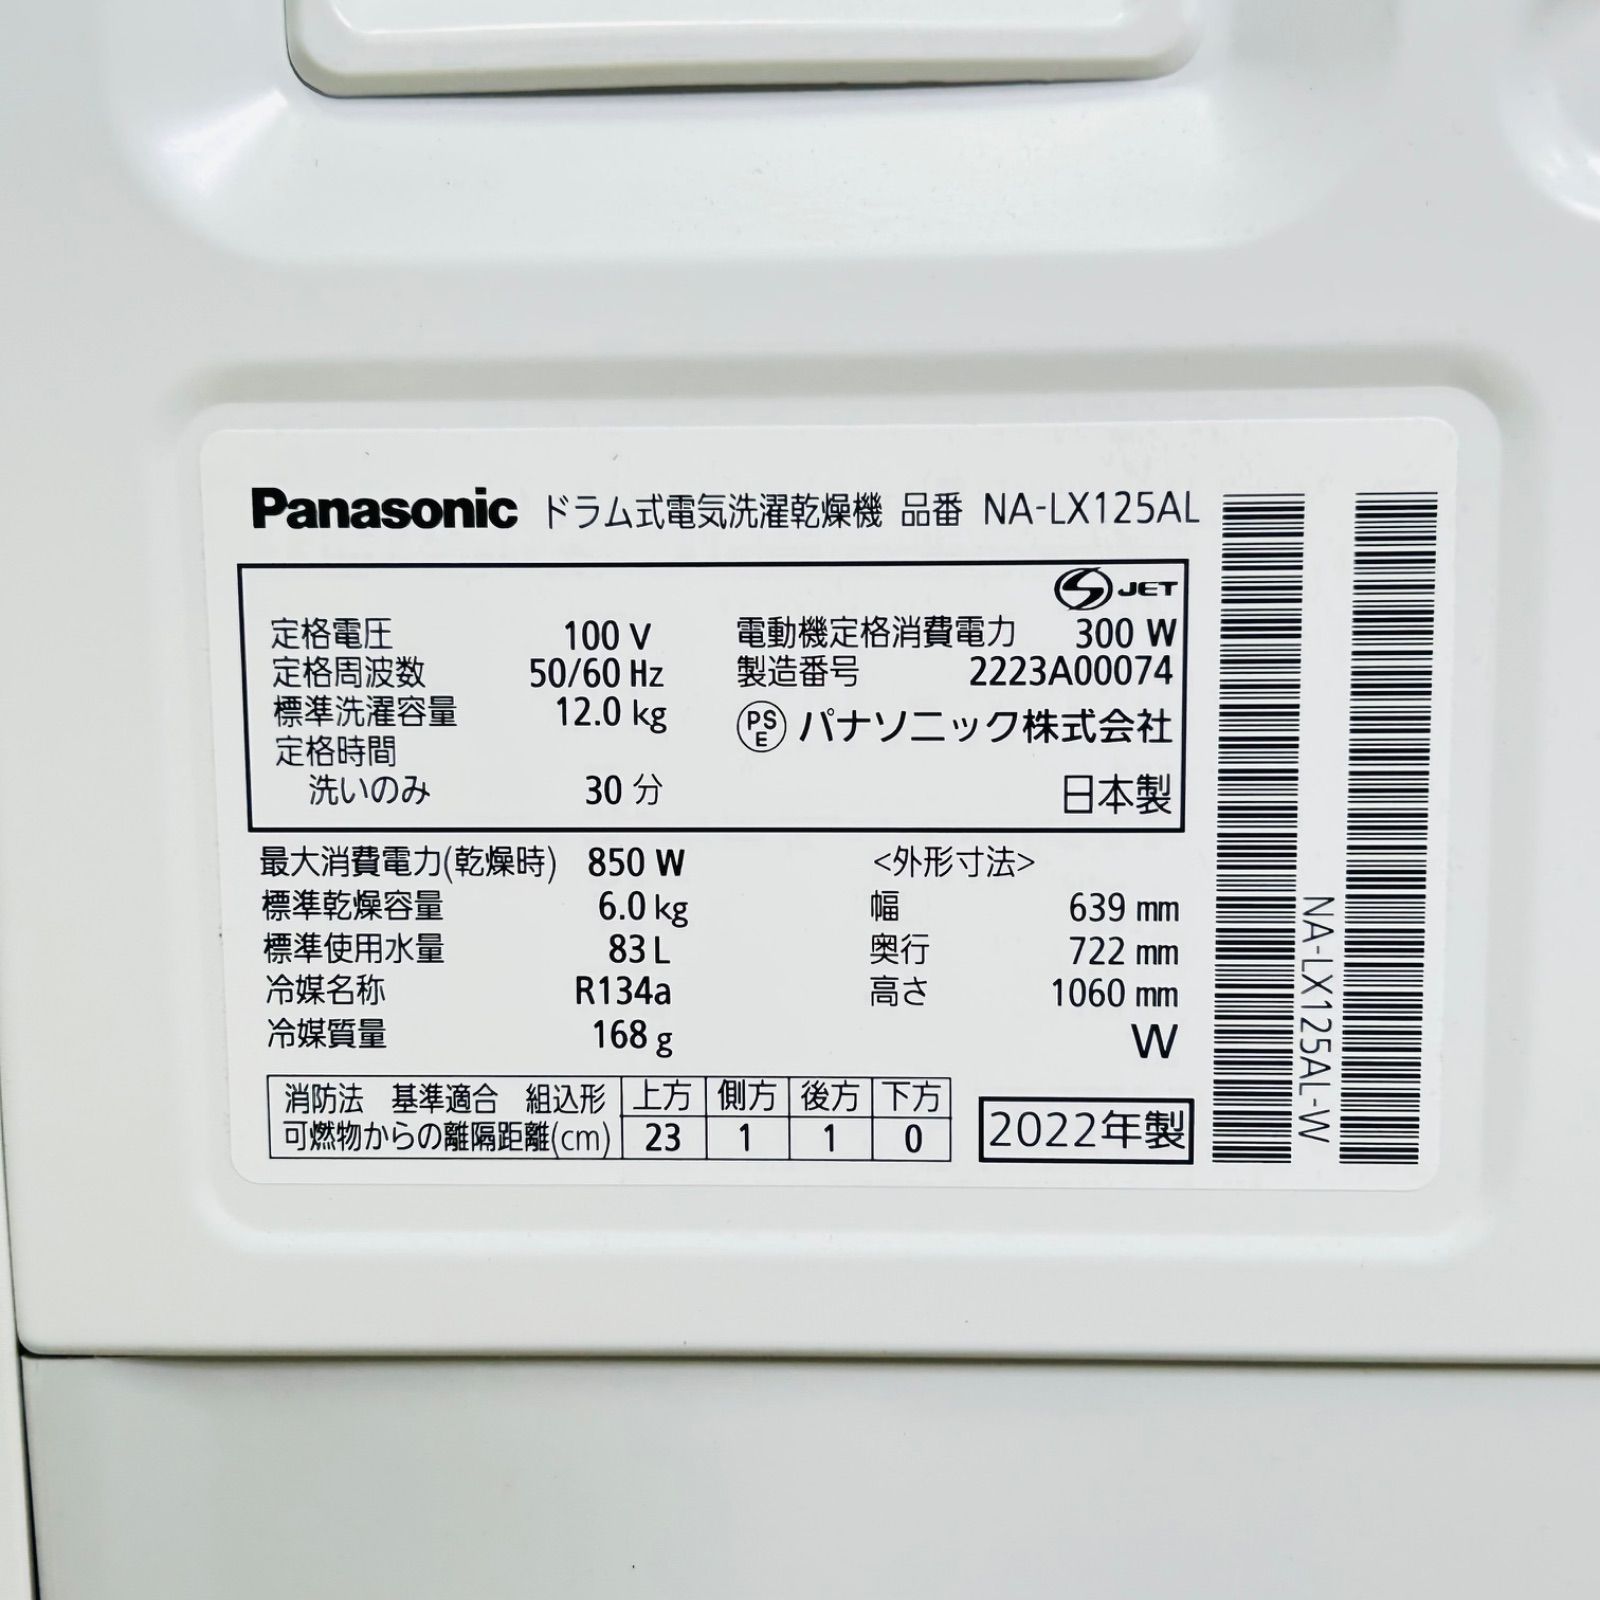 Panasonic ドラム式電気洗濯乾燥機 品番 NA-LX125AL
S JET
定格電圧 100 V
定格周波数 50/60 Hz
標準洗濯容量 12.0 kg
定格時間
洗いのみ 30 分
電動機定格消費電力 300 W
製造番号 2223A00074
PSE パナソニック株式会社
日本製
最大消費電力(乾燥時) 850 W
標準乾燥容量 6.0 kg
標準使用水量 83 L
冷媒名称 R134a
冷媒質量 168 g
<外形寸法>
幅 639 mm
奥行 722 mm
高さ 1060 mm
W
消防法 基準適合 組込形 上方 側方 後方 下方
可燃物からの離隔距離(cm) 23 1 1 0
2022年製
NA-LX125AL-W